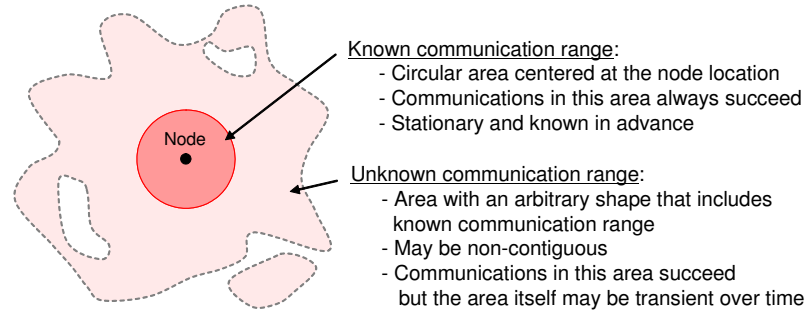 Known communication range:
- Circular area centered at the node location
- Communications in this area always succeed
- Stationary and known in advance
Node
Unknown communication range:
- Area with an arbitrary shape that includes
known communication range
- May be non-contiguous
- Communications in this area succeed
but the area itself may be transient over time